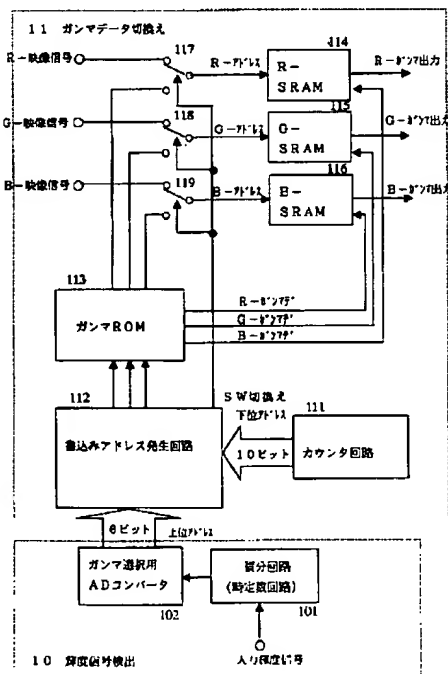 11 ガンマデータ切換え
R-映像信号
117
R-アドレス
114
R-
SRAM
R-ガンマ出力
G-映像信号
118
G-アドレス
115
G-
SRAM
G-ガンマ出力
B-映像信号
119
B-アドレス
116
B-
SRAM
B-ガンマ出力
113
ガンマROM
R-ガンマデ
G-ガンマデ
B-ガンマデ
112
SW切換え
書込みアドレス発生回路
下位アドレス
10ビット
111
カウンタ回路
6ビット
上位アドレス
ガンマ選択用
ADコンバータ
102
積分回路
(時定数回路)
101
10 輝度信号検出
入力輝度信号